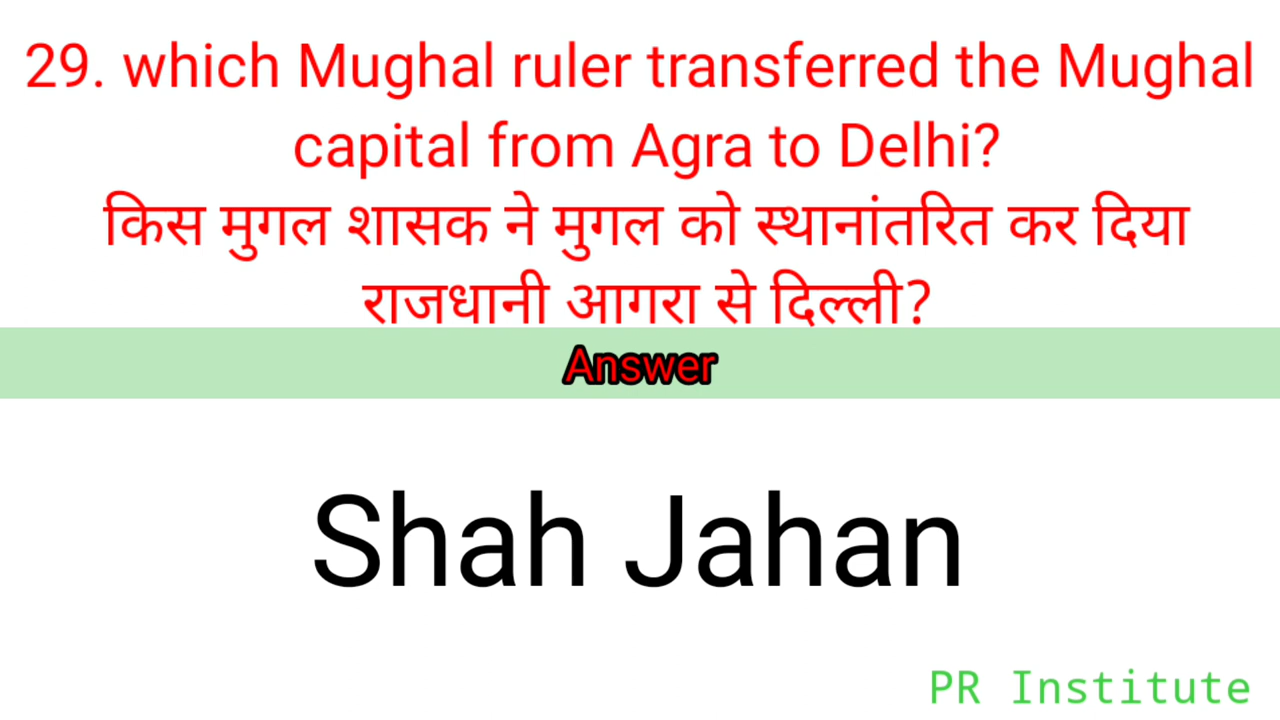 29. which Mughal ruler transferred the Mughal
capital from Agra to Delhi?
किस मुगल शासक ने मुगल को स्थानांतरित कर दिया
राजधानी आगरा से दिल्ली?
Answer
Shah Jahan
PR Institute